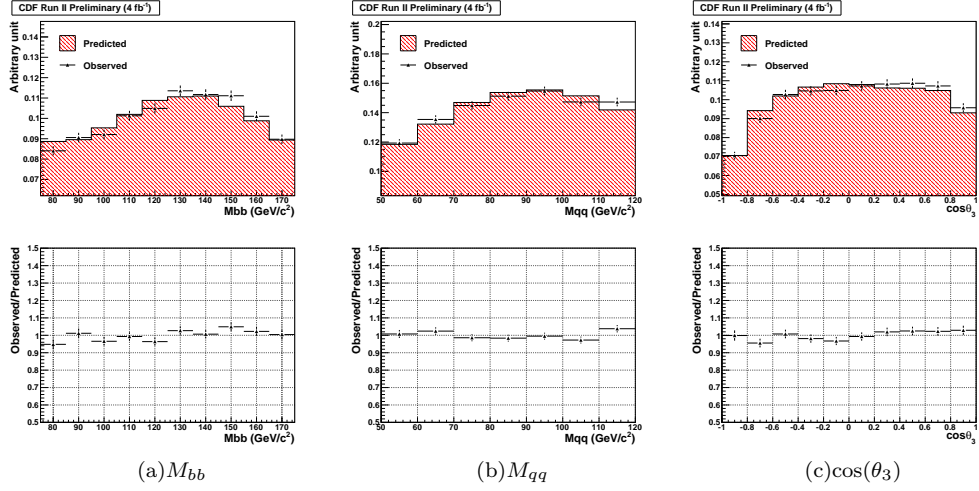 CDF Run II Preliminary (4 fb-1)
Arbitrary unit
0.14
0.13
0.12
0.11
0.1
0.09
0.08
0.07
Predicted
Observed
80 90 100 110 120 130 140 150 160 170
Mbb (GeV/c2)
CDF Run II Preliminary (4 fb-1)
Arbitrary unit
0.2
0.18
0.16
0.14
0.12
0.1
Predicted
Observed
50 60 70 80 90 100 110 120
Mqq (GeV/c2)
CDF Run II Preliminary (4 fb-1)
Arbitrary unit
0.14
0.13
0.12
0.11
0.1
0.09
0.08
0.07
0.06
0.05
Predicted
Observed
-1 -0.8 -0.6 -0.4 -0.2 0 0.2 0.4 0.6 0.8 1
cosθ3
Observed/Predicted
1.5
1.4
1.3
1.2
1.1
1
0.9
0.8
0.7
0.6
0.5
80 90 100 110 120 130 140 150 160 170
Mbb (GeV/c2)
(a)Mbb
Observed/Predicted
1.5
1.4
1.3
1.2
1.1
1
0.9
0.8
0.7
0.6
0.5
50 60 70 80 90 100 110 120
Mqq (GeV/c2)
(b)Mqq
Observed/Predicted
1.5
1.4
1.3
1.2
1.1
1
0.9
0.8
0.7
0.6
0.5
-1 -0.8 -0.6 -0.4 -0.2 0 0.2 0.4 0.6 0.8 1
cosθ3
(c)cos(θ3)